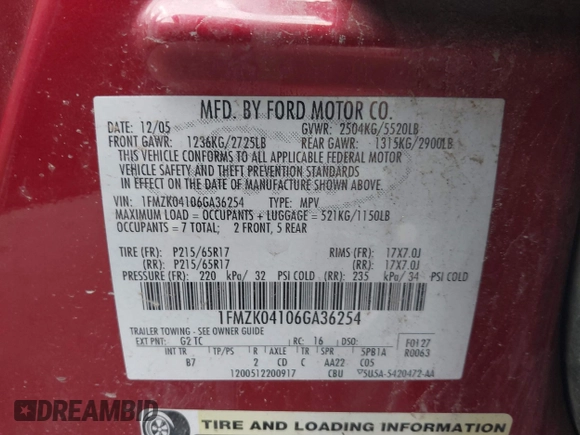 MFD. BY FORD MOTOR CO.
DATE: 12/05 GVWR: 2504KG/5520LB
FRONT GAWR: 1236KG/2725LB REAR GAWR: 1315KG/2900LB
THIS VEHICLE CONFORMS TO ALL APPLICABLE FEDERAL MOTOR
VEHICLE SAFETY AND THEFT PREVENTION STANDARDS
IN EFFECT ON THE DATE OF MANUFACTURE SHOWN ABOVE.
VIN: 1FMZK04106GA36254 TYPE: MPV
MAXIMUM LOAD = OCCUPANTS + LUGGAGE = 521KG/1150LB
OCCUPANTS = 7 TOTAL; 2 FRONT, 5 REAR
TIRE (FR): P215/65R17 RIMS (FR): 17X7.0J
(RR): P215/65R17 (RR): 17X7.0J
PRESSURE (FR): 220 kPa/ 32 PSI COLD (RR): 235 kPa/ 34 PSI COLD
1FMZK04106GA36254
TRAILER TOWING - SEE OWNER GUIDE
EXT PNT: G2 TC RC: 16 DSO: F0127
INT TR TP/PS R AXLE TR SPR SPB1A R0063
B7 2 CD C AA22 C05
1200512200917 CBU 5U5A-5420472-AA
TIRE AND LOADING INFORMATION
DREAMBID